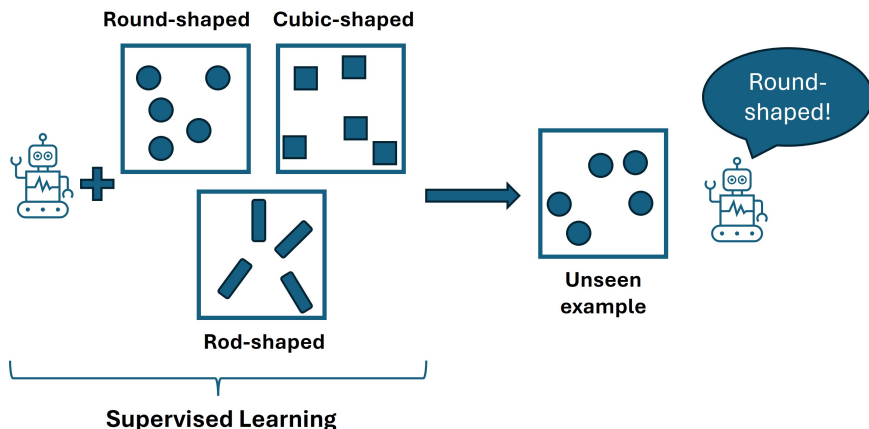 Round-shaped
Cubic-shaped
Round-
shaped!
Rod-shaped
Unseen
example
Supervised Learning